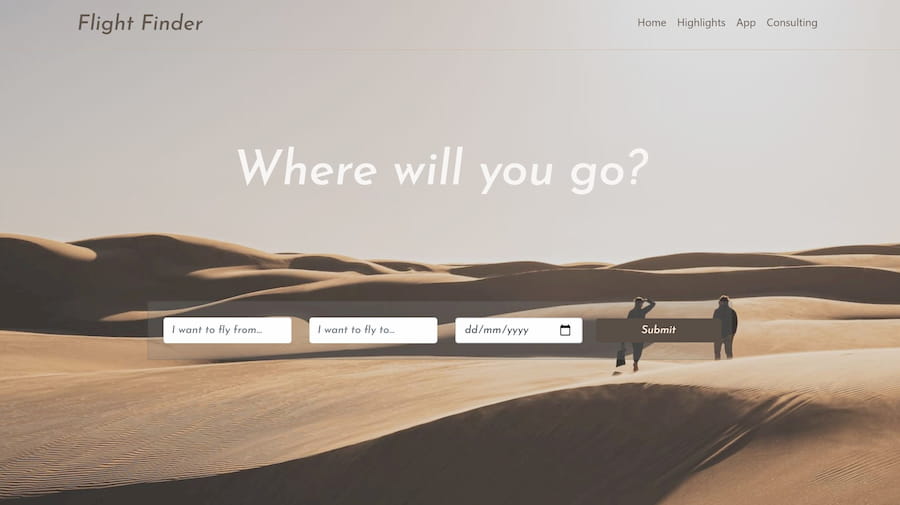 Flight Finder
Home Highlights App Consulting
Where will you go?
I want to fly from...
I want to fly to...
dd/mm/yyyy
Submit